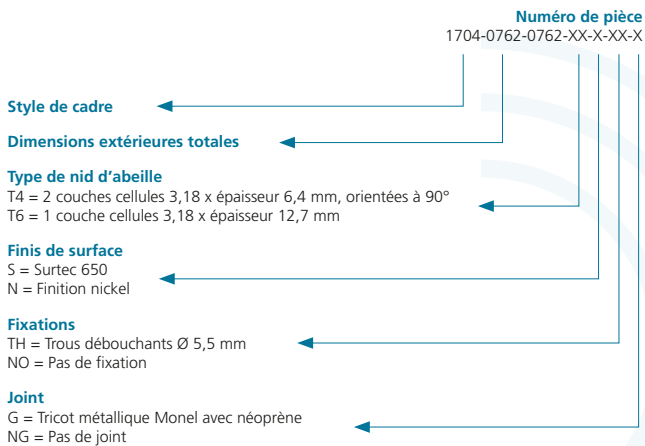 Numéro de pièce
1704-0762-0762-XX-X-XX-X
Style de cadre
Dimensions extérieures totales
Type de nid d’abeille
T4 = 2 couches cellules 3,18 x épaisseur 6,4 mm, orientées à 90°
T6 = 1 couche cellules 3,18 x épaisseur 12,7 mm
Finis de surface
S = Surtec 650
N = Finition nickel
Fixations
TH = Trous débouchants Ø 5,5 mm
NO = Pas de fixation
Joint
G = Tricot métallique Monel avec néoprène
NG = Pas de joint